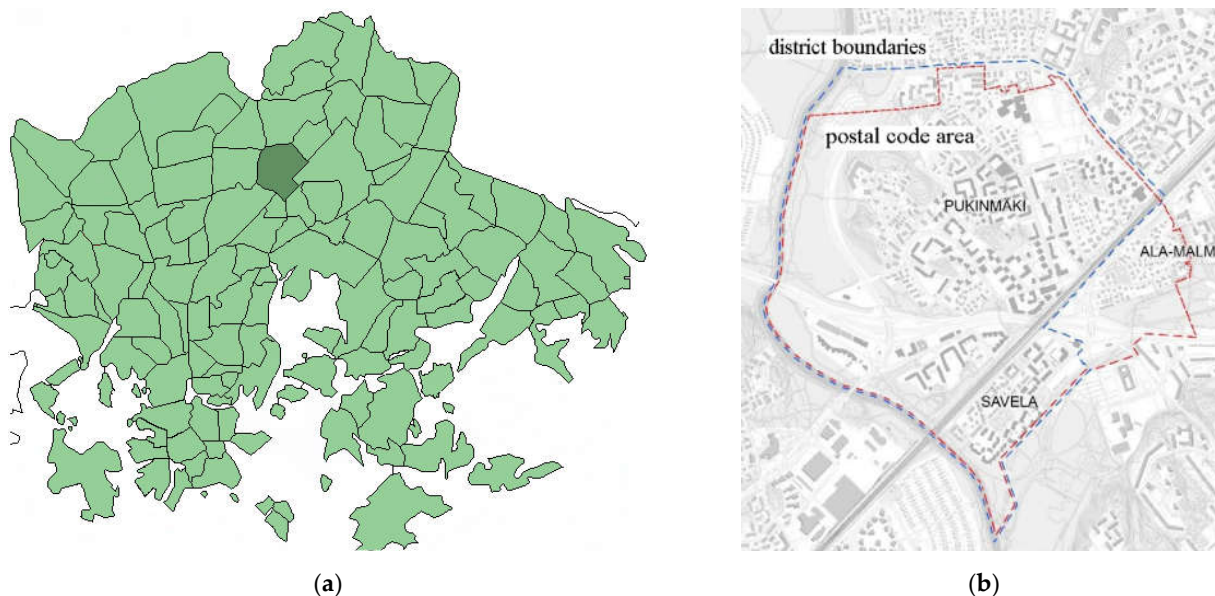 district boundaries
postal code area
PUKINMÄKI
ALA-MALM
SAVELA
(a)
(b)